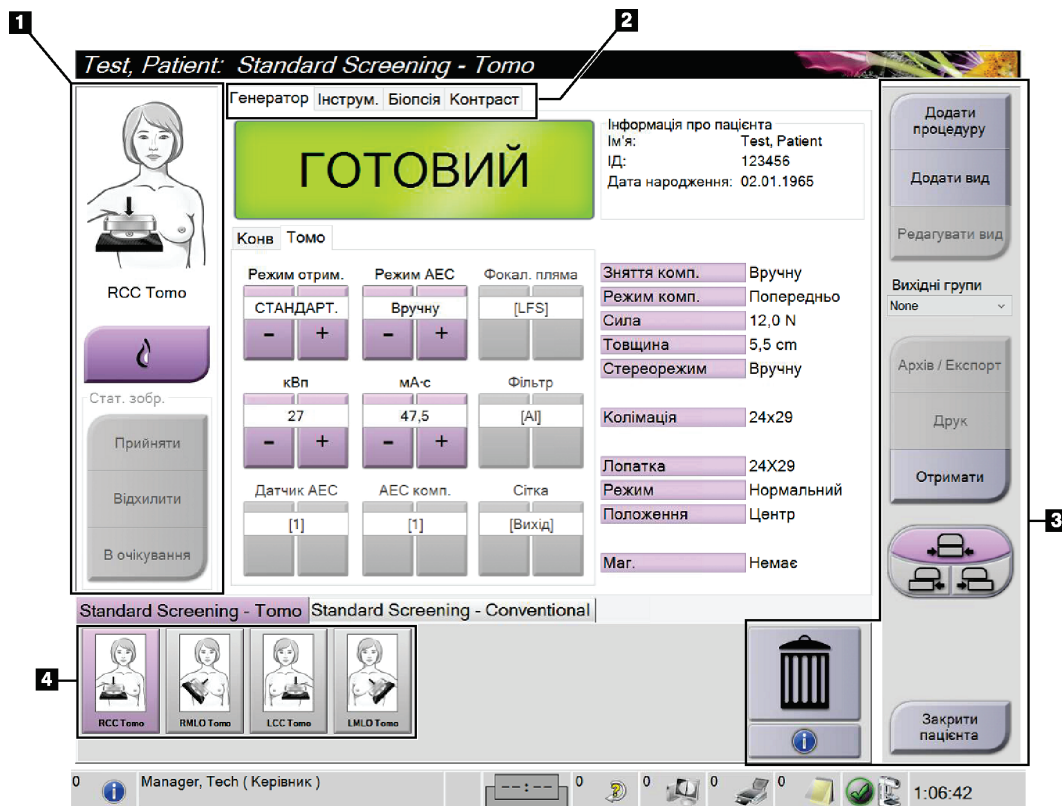 1
2
Test, Patient: Standard Screening - Tomo
Генератор Інструм. Біопсія Контраст
ГОТОВИЙ
Інформація про пацієнта
Ім'я: Test, Patient
ІД: 123456
Дата народження: 02.01.1965
Додати процедуру
Додати вид
Редагувати вид
Вихідні групи
None
Архів / Експорт
Друк
Отримати
3
RCC Tomo
Стат. зобр.
Прийняти
Відхилити
В очікування
Конв Томо
Режим отрим. Режим AEC Фокал. пляма
СТАНДАРТ. Вручну [LFS]
- + - +
кВп мА·с Фільтр
27 47,5 [Al]
- + - +
Датчик AEC AEC комп. Сітка
[1] [1] [Вихід]
Зняття комп. Вручну
Режим комп. Попередньо
Сила 12,0 N
Товщина 5,5 cm
Стереорежим Вручну
Колімація 24x29
Лопатка 24X29
Режим Нормальний
Положення Центр
Маг. Немає
Standard Screening - Tomo Standard Screening - Conventional
4
RCC Tomo RMLO Tomo LCC Tomo LMLO Tomo
Закрити пацієнта
0 Manager, Tech ( Керівник ) --:-- 0 0 0 0 1:06:42